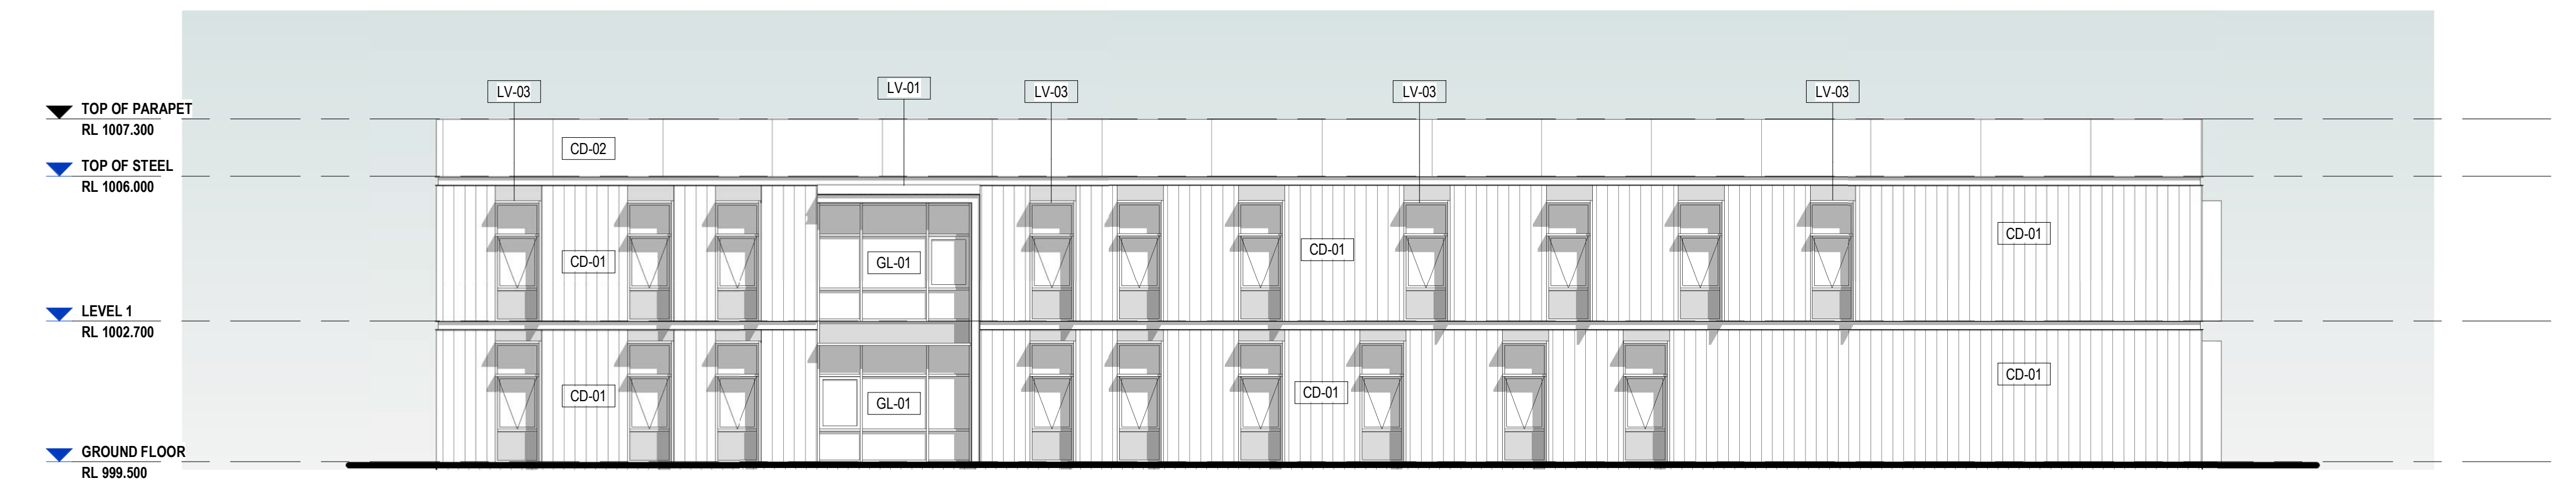 LV-03
LV-01
LV-03
LV-03
LV-03
TOP OF PARAPET
RL 1007.300
CD-02
TOP OF STEEL
RL 1006.000
CD-01
GL-01
CD-01
CD-01
LEVEL 1
RL 1002.700
CD-01
GL-01
CD-01
CD-01
GROUND FLOOR
RL 999.500